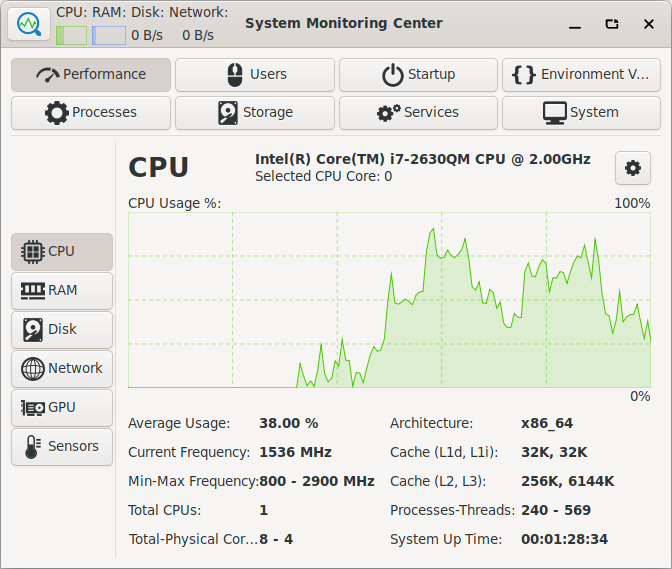 CPU: RAM: Disk: Network:
0 B/s 0 B/s
System Monitoring Center
Performance Users Startup Environment V...
Processes Storage Services System
CPU
RAM
Disk
Network
GPU
Sensors
CPU
Intel(R) Core(TM) i7-2630QM CPU @ 2.00GHz
Selected CPU Core: 0
CPU Usage %: 100%
0%
Average Usage: 38.00 % Architecture: x86_64
Current Frequency: 1536 MHz Cache (L1d, L1i): 32K, 32K
Min-Max Frequency: 800 - 2900 MHz Cache (L2, L3): 256K, 6144K
Total CPUs: 1 Processes-Threads: 240 - 569
Total-Physical Cor... 8 - 4 System Up Time: 00:01:28:34